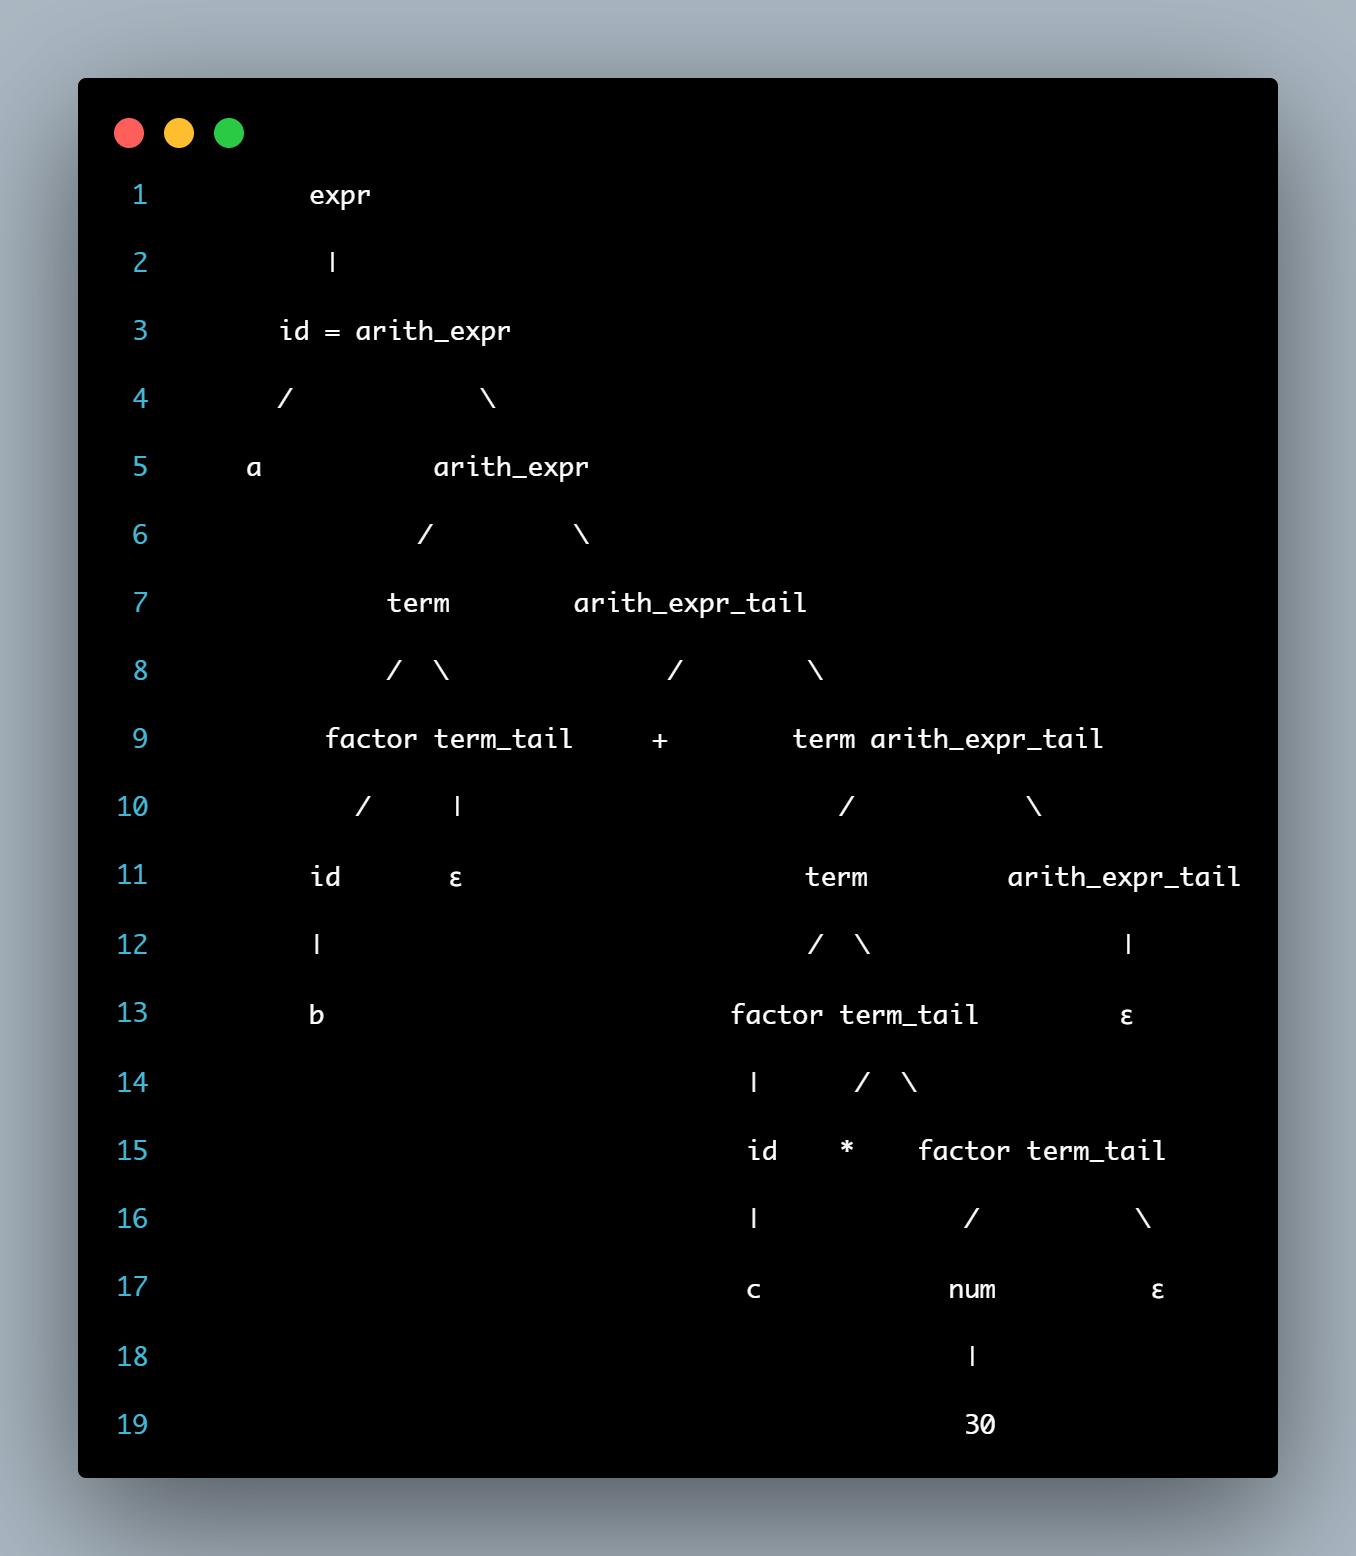 1 expr
2 |
3 id = arith_expr
4 / \
5 a arith_expr
6 / \
7 term arith_expr_tail
8 / \ / \
9 factor term_tail + term arith_expr_tail
10 / | / \
11 id ε term arith_expr_tail
12 | / \ |
13 b factor term_tail ε
14 | / \
15 id * factor term_tail
16 | / \
17 c num ε
18 |
19 30